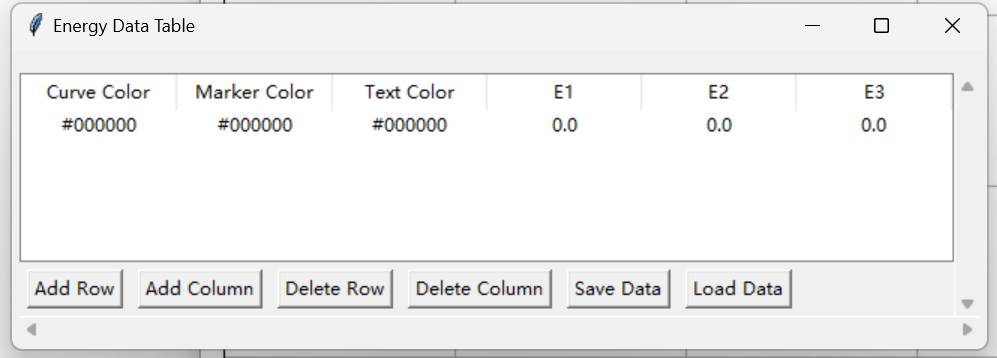 Energy Data Table
Curve Color Marker Color Text Color E1 E2 E3
#000000 #000000 #000000 0.0 0.0 0.0
Add Row Add Column Delete Row Delete Column Save Data Load Data